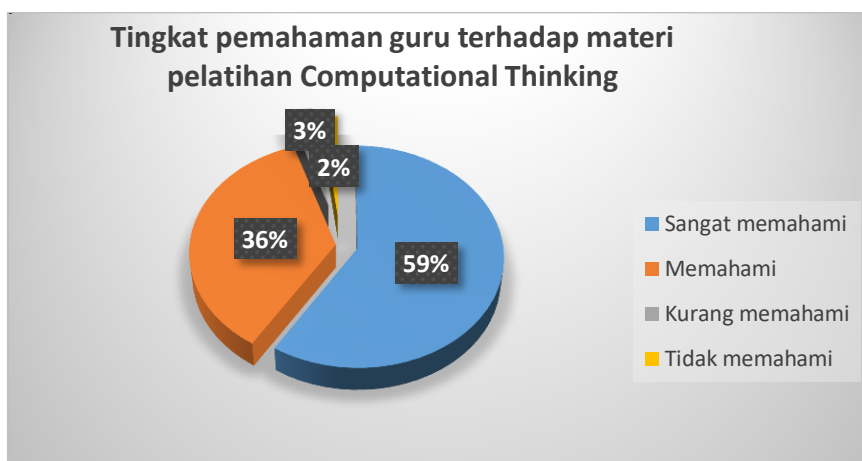 Tingkat pemahaman guru terhadap materi
pelatihan Computational Thinking
3%
2%
36%
59%
Sangat memahami
Memahami
Kurang memahami
Tidak memahami